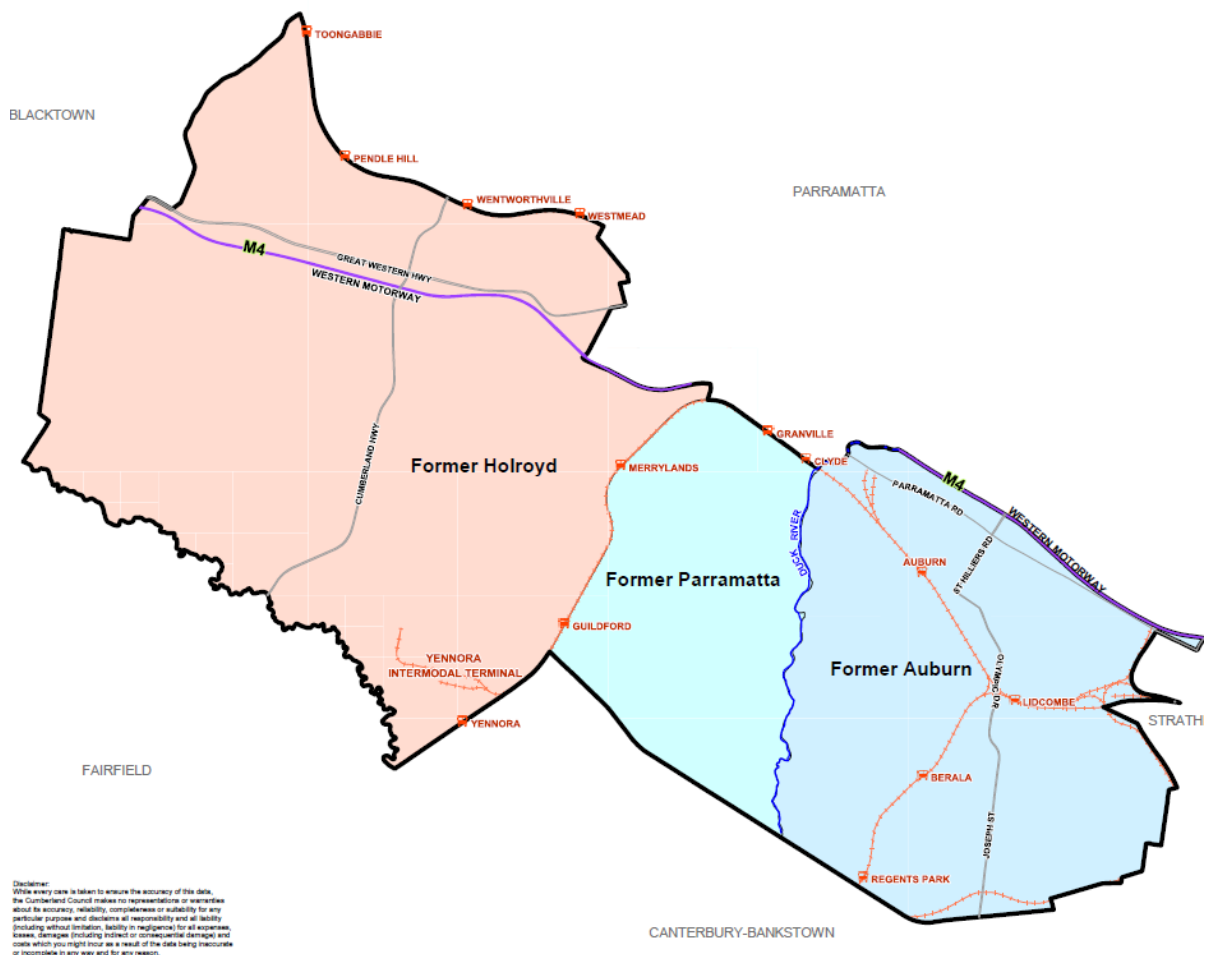 TOONGABBIE
BLACKTOWN
PENDLE HILL
PARRAMATTA
WENTWORTHVILLE
WESTMEAD
M4
GREAT WESTERN HWY
WESTERN MOTORWAY
CUMBERLAND HWY
Former Holroyd
MERRYLANDS
GRANVILLE
CLYDE
M4
PARRAMATTA RD
WESTERN MOTORWAY
DUCK RIVER
ST HILLIERS RD
AUBURN
Former Parramatta
GUILDFORD
YENNORA
INTERMODAL TERMINAL
Former Auburn
OLYMPIC DR
LIDCOMBE
YENNORA
STRATH
FAIRFIELD
BERALA
JOSEPH ST
REGENTS PARK
CANTERBURY-BANKSTOWN
Disclaimer:
While every care is taken to ensure the accuracy of this data,
the Cumberland Council makes no representations or warranties
about its accuracy, reliability, completeness or suitability for any
particular purpose and disclaims all responsibility and all liability
(including without limitation, liability in negligence) for all expenses,
losses, damages (including indirect or consequential damage) and
costs which you might incur as a result of the data being inaccurate
or incomplete in any way and for any reason.